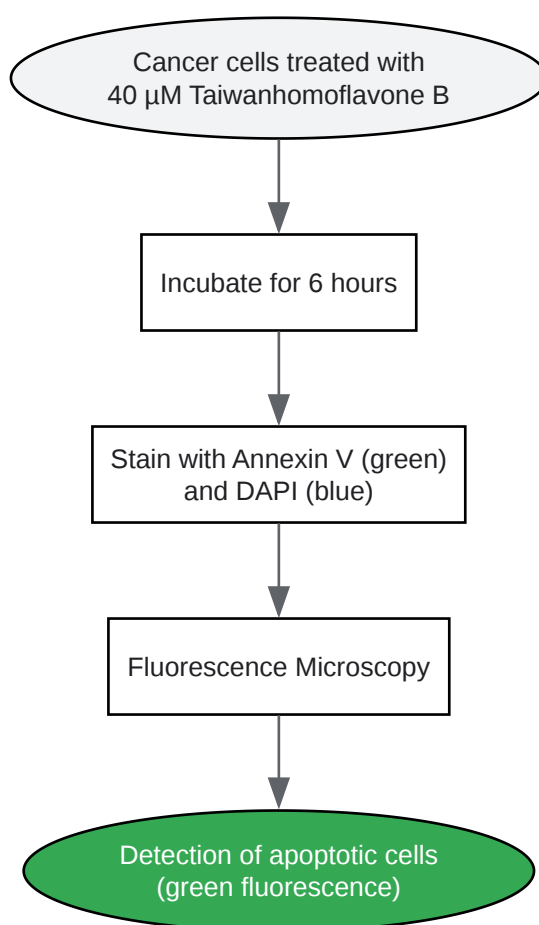 Cancer cells treated with
40 µM Taiwanhomoflavone B
Incubate for 6 hours
Stain with Annexin V (green)
and DAPI (blue)
Fluorescence Microscopy
Detection of apoptotic cells
(green fluorescence)